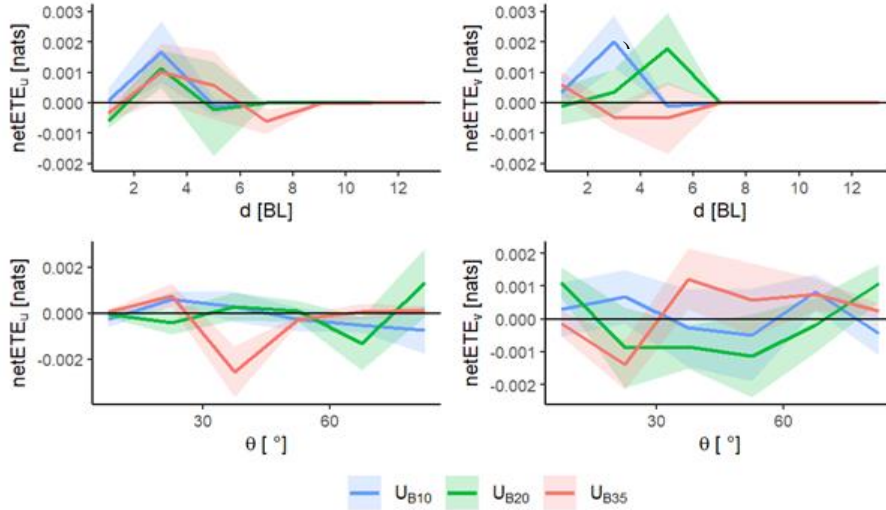 0.003
0.002
0.001
0.000
-0.001
-0.002
netETEu [nats]
2 4 6 8 10 12
d [BL]
0.003
0.002
0.001
0.000
-0.001
-0.002
netETEv [nats]
2 4 6 8 10 12
d [BL]
0.002
0.000
-0.002
netETEu [nats]
30 60
θ [ °]
0.002
0.001
0.000
-0.001
-0.002
netETEv [nats]
30 60
θ [ °]
UB10 UB20 UB35